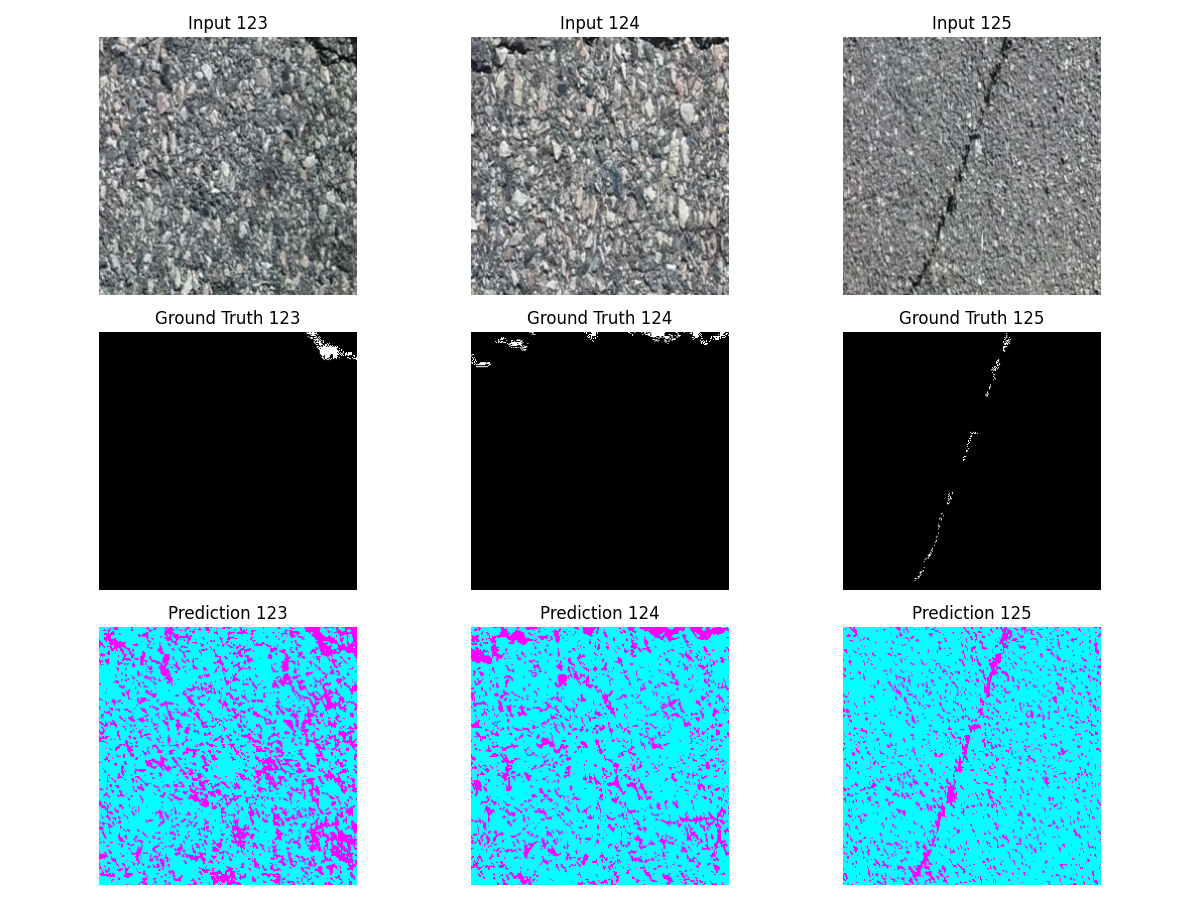 Input 123
Input 124
Input 125
Ground Truth 123
Ground Truth 124
Ground Truth 125
Prediction 123
Prediction 124
Prediction 125